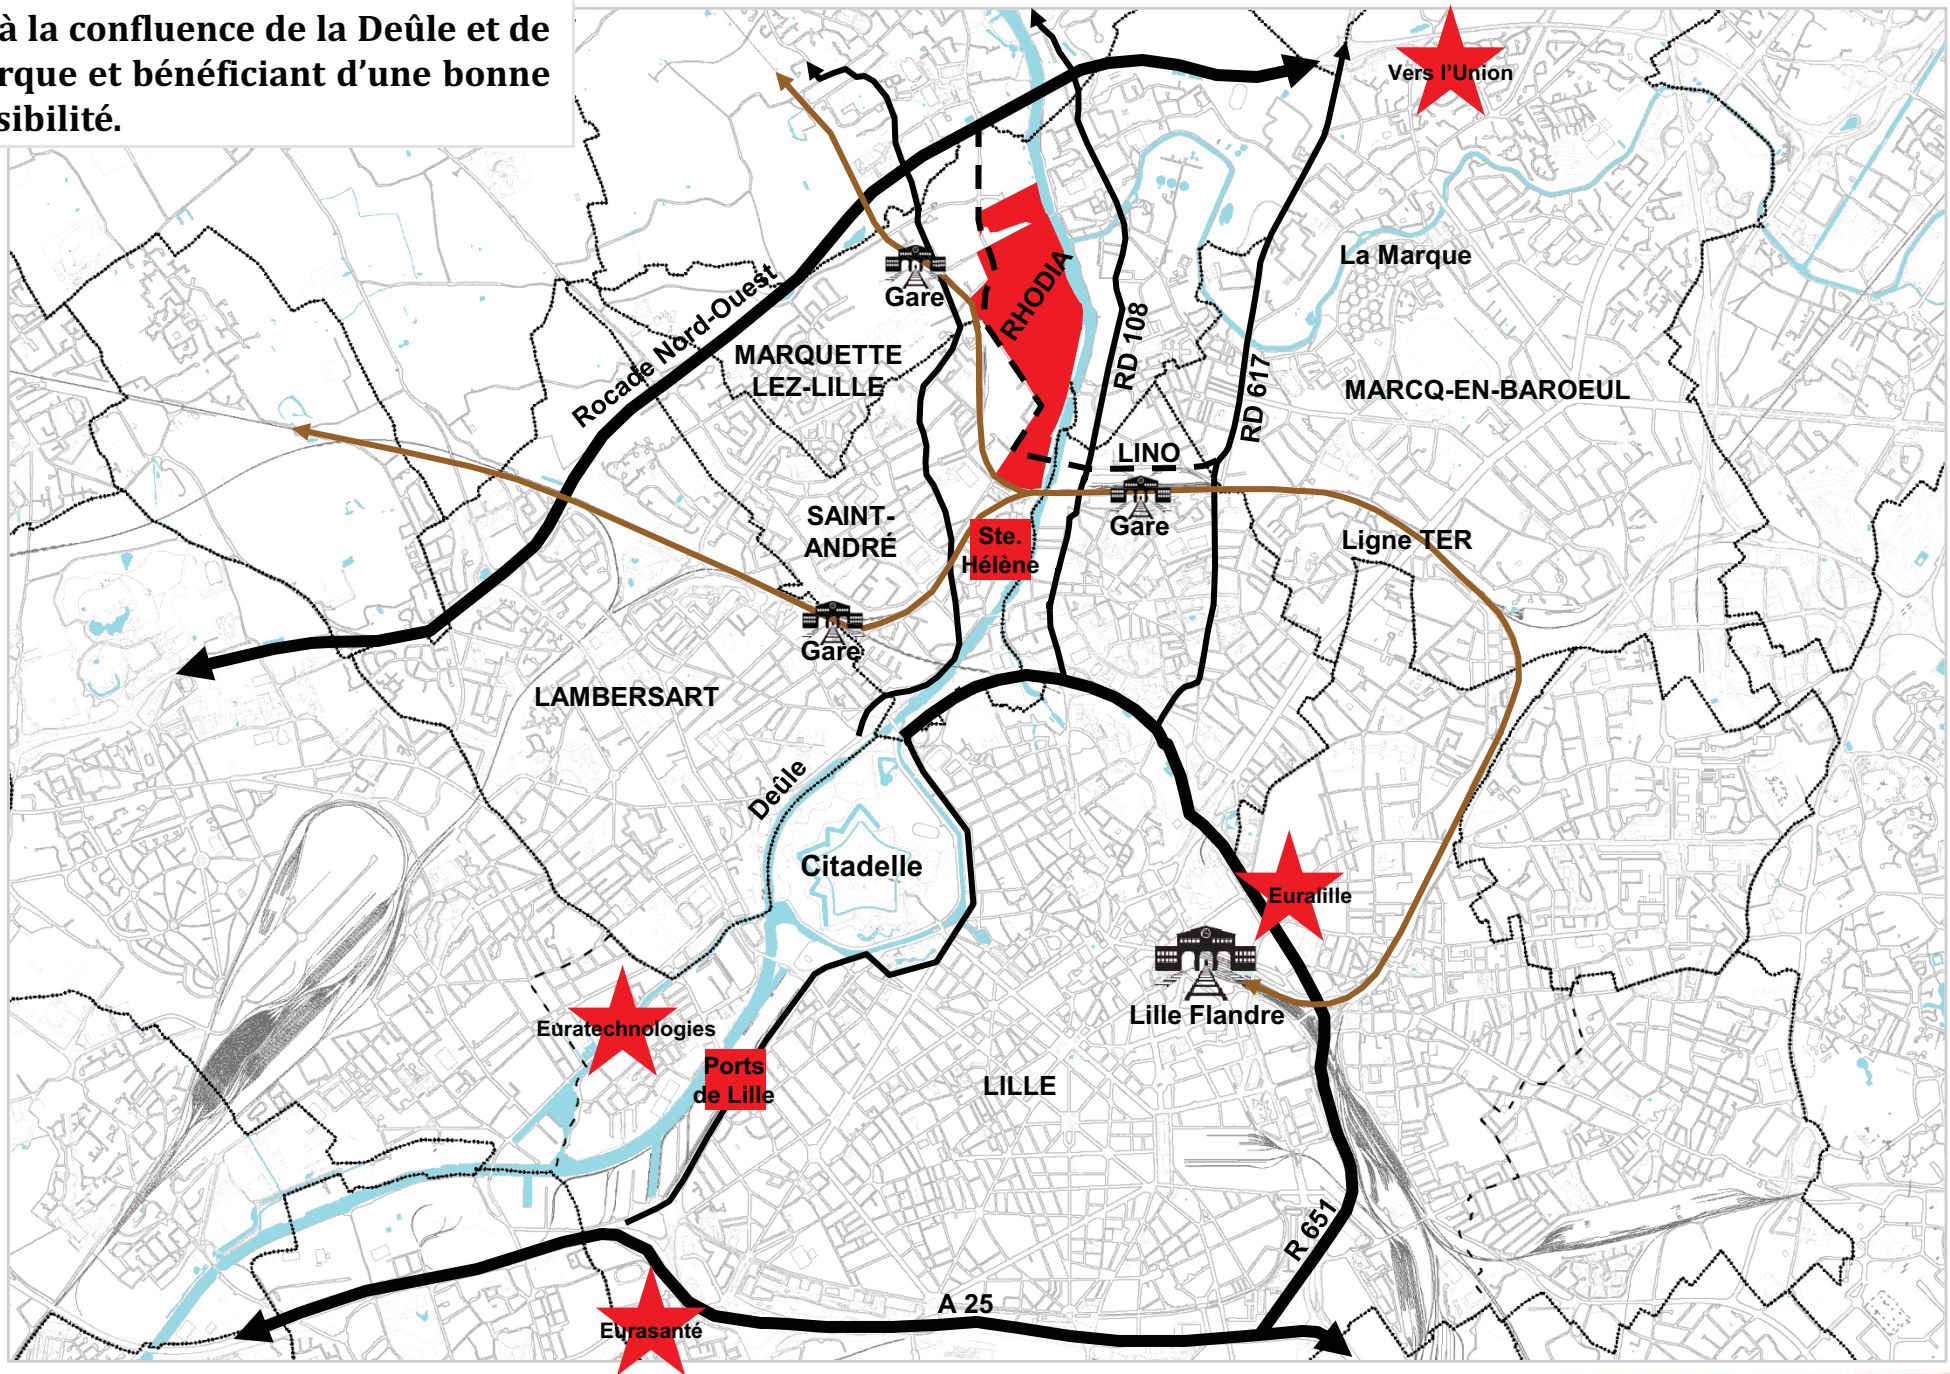 à la confluence de la Deûle et de
rque et bénéficiant d'une bonne
sibilité.
Vers l'Union
La Marque
Gare
RHODIA
Rocade Nord-Ouest
RD 108
MARQUETTE
LEZ-LILLE
RD 617
MARCQ-EN-BAROEUL
LINO
SAINT-
ANDRÉ
Ste.
Hélène
Gare
Ligne TER
Gare
LAMBERSART
Deûle
Citadelle
Euralille
Lille Flandre
Euratechnologies
Ports
de Lille
LILLE
R 651
A 25
Eurasanté